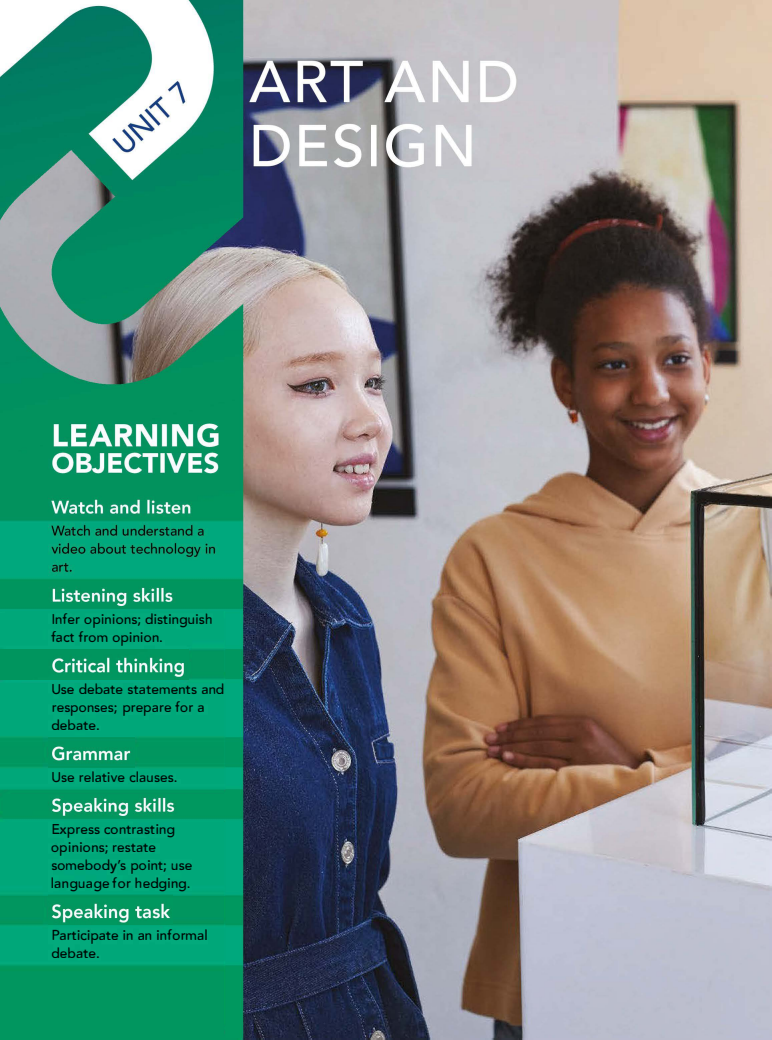 UNIT 7
ART AND
DESIGN
LEARNING
OBJECTIVES
Watch and listen
Watch and understand a
video about technology in
art.
Listening skills
Infer opinions; distinguish
fact from opinion.
Critical thinking
Use debate statements and
responses; prepare for a
debate.
Grammar
Use relative clauses.
Speaking skills
Express contrasting
opinions; restate
somebody's point; use
language for hedging.
Speaking task
Participate in an informal
debate.